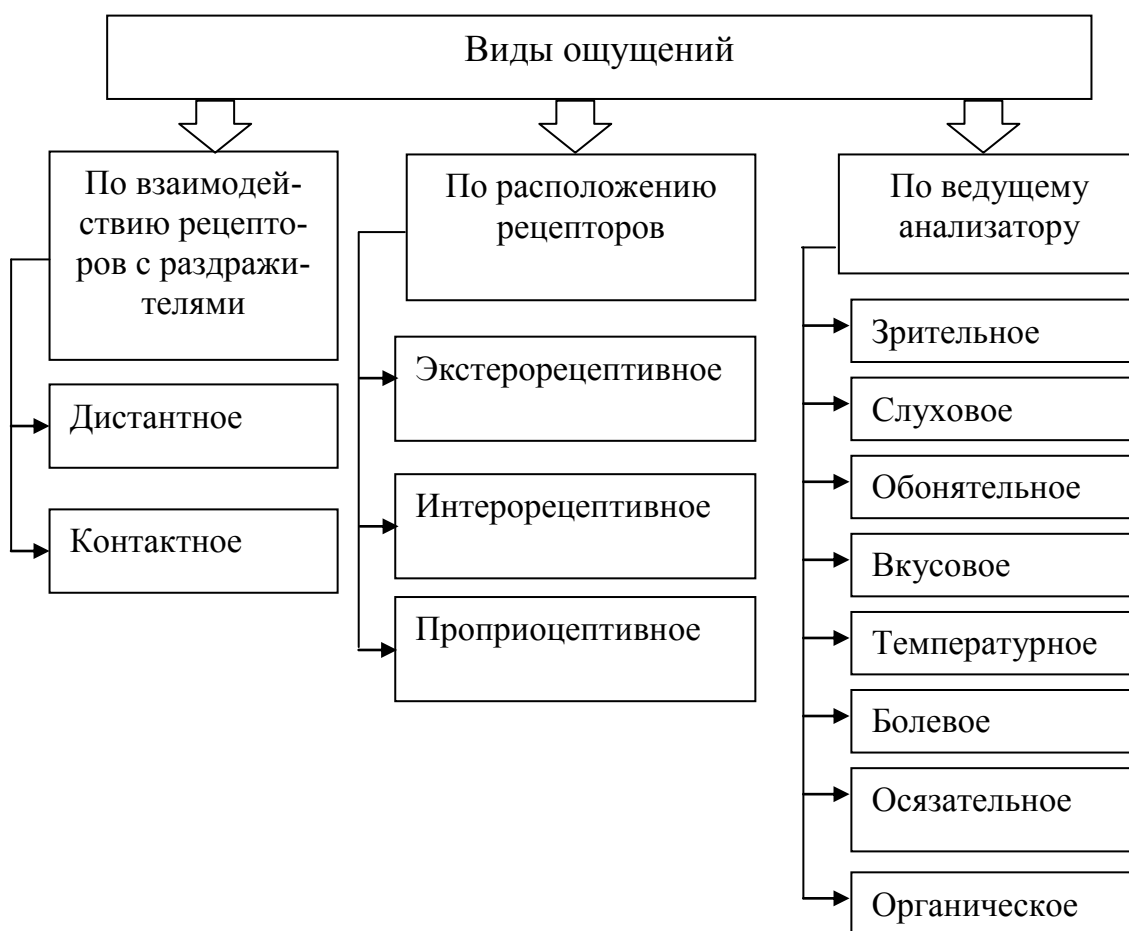 Виды ощущений
По взаимодей-
ствию рецепто-
ров с раздражи-
телями
Дистантное
Контактное
По расположению
рецепторов
Экстерорецептивное
Интерорецептивное
Проприоцептивное
По ведущему
анализатору
Зрительное
Слуховое
Обонятельное
Вкусовое
Температурное
Болевое
Осязательное
Органическое